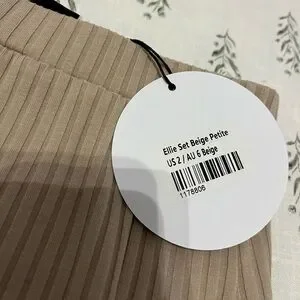 Ellie Set Beige Petite
US 2 / AU 6 Beige
1178806